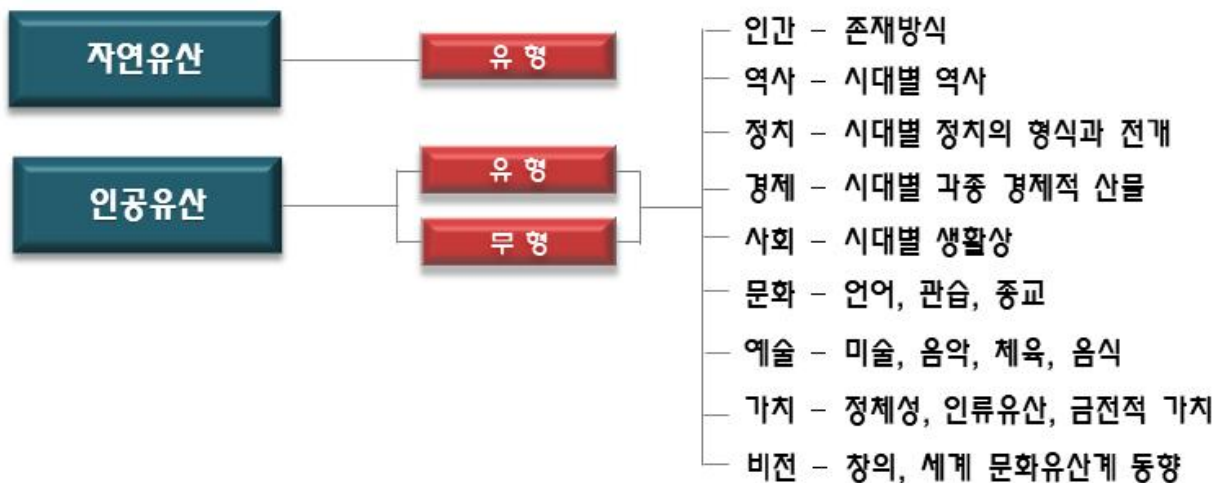 자연유산
유 형
인공유산
유 형
무 형
인간 – 존재방식
역사 – 시대별 역사
정치 – 시대별 정치의 형식과 전개
경제 – 시대별 각종 경제적 산물
사회 – 시대별 생활상
문화 – 언어, 관습, 종교
예술 – 미술, 음악, 체육, 음식
가치 – 정체성, 인류유산, 금전적 가치
비전 – 창의, 세계 문화유산계 동향